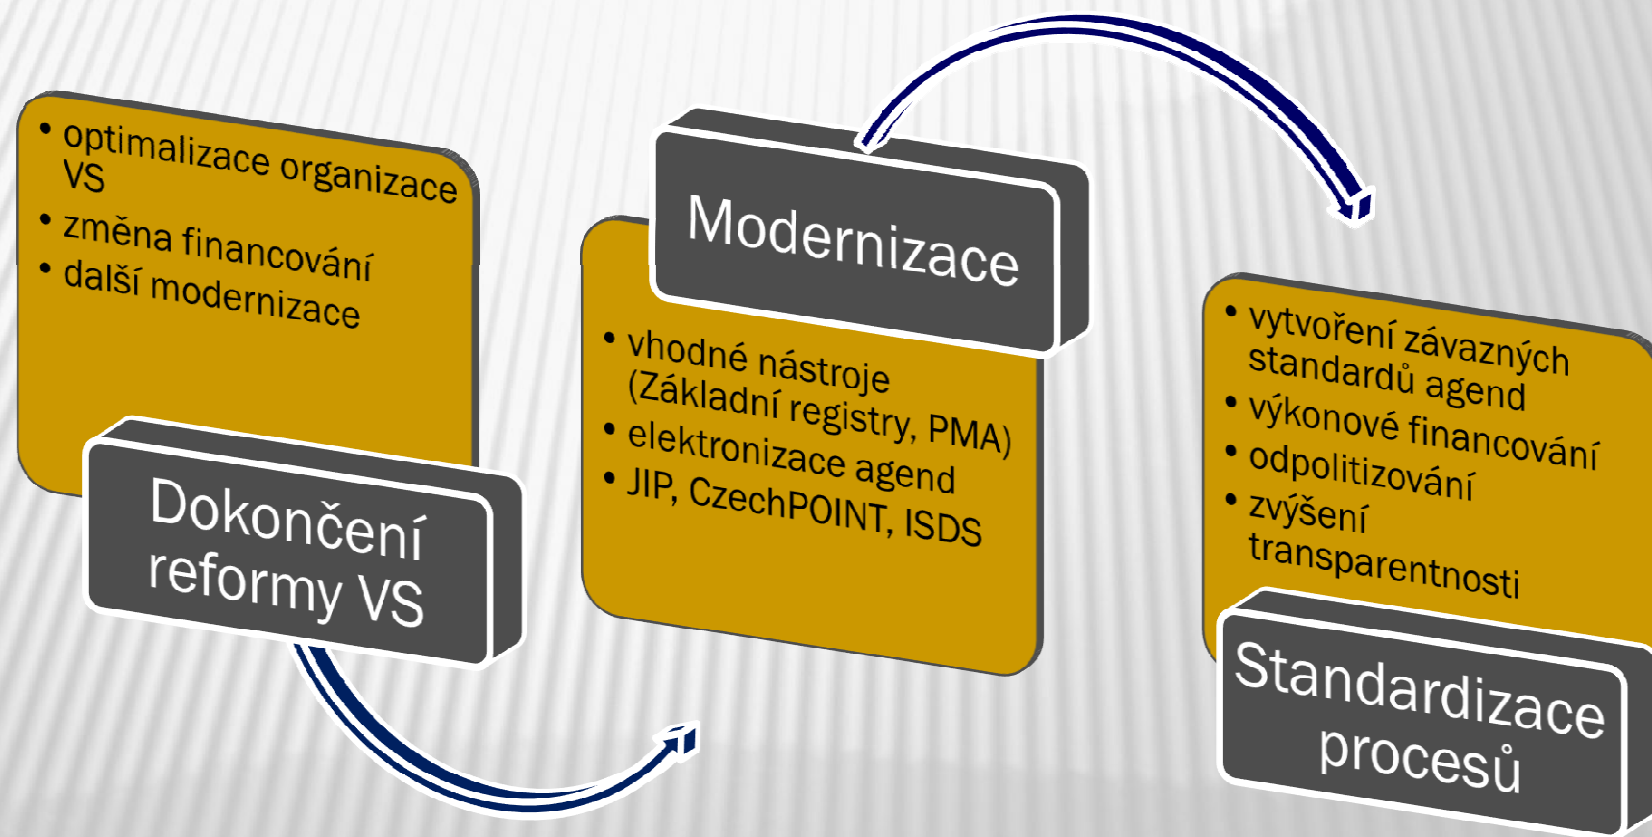 • optimalizace organizace
VS
• změna financování
• další modernizace
Dokončení
reformy VS
Modernizace
• vhodné nástroje
(Základní registry, PMA)
• elektronizace agend
• JIP, CzechPOINT, ISDS
• vytvoření závazných
standardů agend
• výkonové financování
• odpolitizování
• zvýšení
transparentnosti
Standardizace
procesů